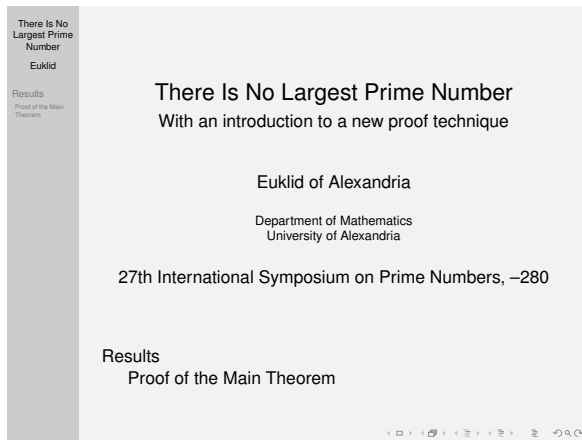 There Is No
Largest Prime
Number
Euklid
Results
Proof of the Main
Theorem
There Is No Largest Prime Number
With an introduction to a new proof technique
Euklid of Alexandria
Department of Mathematics
University of Alexandria
27th International Symposium on Prime Numbers, –280
Results
Proof of the Main Theorem